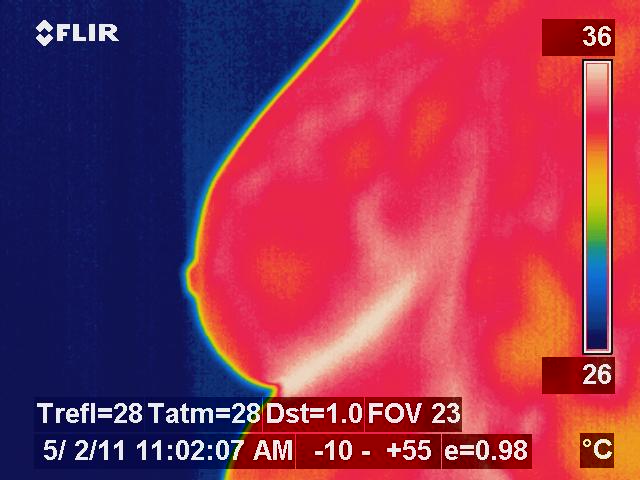 FLIR
36
26
Trefl=28 Tatm=28 Dst=1.0 FOV 23
5/ 2/11 11:02:07 AM -10 - +55 e=0.98
°C